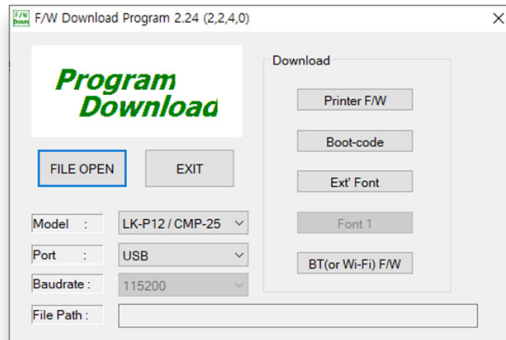 F/W Download Program 2.24 (2,2,4,0)
Program
Download
FILE OPEN
EXIT
Model :
LK-P12 / CMP-25
Port :
USB
Baudrate :
115200
File Path :
Download
Printer F/W
Boot-code
Ext' Font
Font 1
BT(or Wi-Fi) F/W